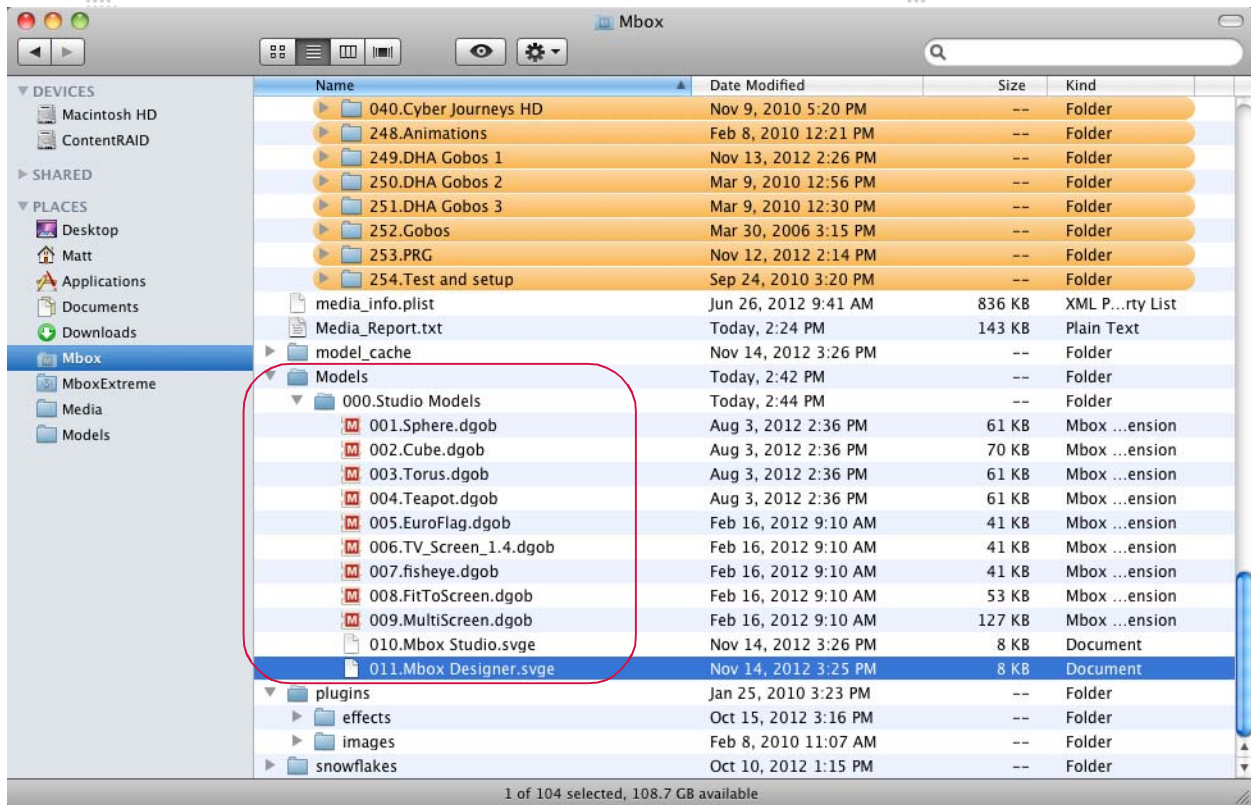 Mbox
DEVICES
Macintosh HD
ContentRAID
SHARED
PLACES
Desktop
Matt
Applications
Documents
Downloads
Mbox
MboxExtreme
Media
Models
Name Date Modified Size Kind
040.Cyber Journeys HD Nov 9, 2010 5:20 PM -- Folder
248.Animations Feb 8, 2010 12:21 PM -- Folder
249.DHA Gobos 1 Nov 13, 2012 2:26 PM -- Folder
250.DHA Gobos 2 Mar 9, 2010 12:56 PM -- Folder
251.DHA Gobos 3 Mar 9, 2010 12:30 PM -- Folder
252.Gobos Mar 30, 2006 3:15 PM -- Folder
253.PRG Nov 12, 2012 2:14 PM -- Folder
254.Test and setup Sep 24, 2010 3:20 PM -- Folder
media_info.plist Jun 26, 2012 9:41 AM 836 KB XML P...rty List
Media_Report.txt Today, 2:24 PM 143 KB Plain Text
model_cache Nov 14, 2012 3:26 PM -- Folder
Models Today, 2:42 PM -- Folder
000.Studio Models Today, 2:44 PM -- Folder
001.Sphere.dgob Aug 3, 2012 2:36 PM 61 KB Mbox ...ension
002.Cube.dgob Aug 3, 2012 2:36 PM 70 KB Mbox ...ension
003.Torus.dgob Aug 3, 2012 2:36 PM 61 KB Mbox ...ension
004.Teapot.dgob Aug 3, 2012 2:36 PM 61 KB Mbox ...ension
005.EuroFlag.dgob Feb 16, 2012 9:10 AM 41 KB Mbox ...ension
006.TV_Screen_1.4.dgob Feb 16, 2012 9:10 AM 41 KB Mbox ...ension
007.fisheye.dgob Feb 16, 2012 9:10 AM 41 KB Mbox ...ension
008.FitToScreen.dgob Feb 16, 2012 9:10 AM 53 KB Mbox ...ension
009.MultiScreen.dgob Feb 16, 2012 9:10 AM 127 KB Mbox ...ension
010.Mbox Studio.svge Nov 14, 2012 3:26 PM 8 KB Document
011.Mbox Designer.svge Nov 14, 2012 3:25 PM 8 KB Document
plugins Jan 25, 2010 3:23 PM -- Folder
effects Oct 15, 2012 3:16 PM -- Folder
images Feb 8, 2010 11:07 AM -- Folder
snowflakes Oct 10, 2012 1:15 PM -- Folder
1 of 104 selected, 108.7 GB available